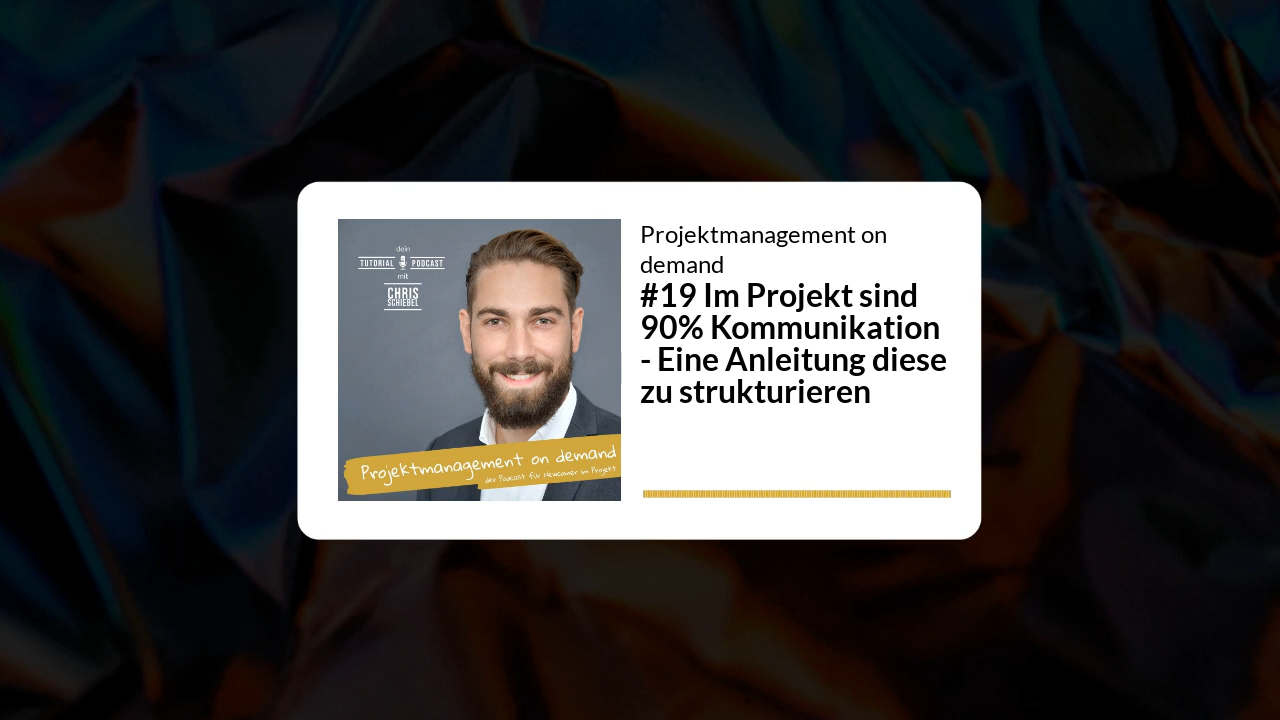 dein
TUTORIAL PODCAST
mit
CHRIS
SCHIEBEL
Projektmanagement on demand
der Podcast für Newcomer im Projekt
Projektmanagement on
demand
#19 Im Projekt sind
90% Kommunikation
- Eine Anleitung diese
zu strukturieren